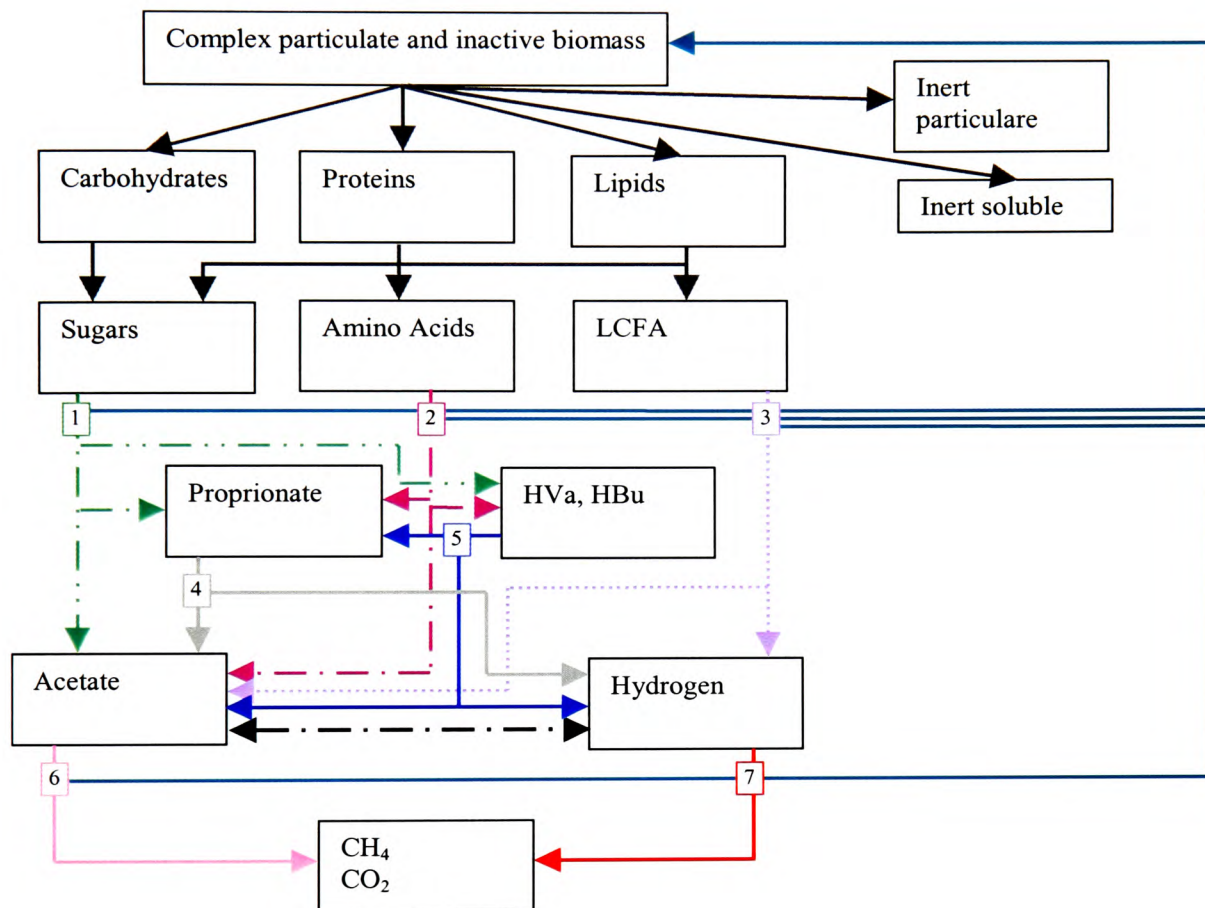 Complex particulate and inactive biomass
Inert
particulare
Carbohydrates
Proteins
Lipids
Inert soluble
Sugars
Amino Acids
LCFA
1
2
3
Proprionate
HVa, HBu
5
4
Acetate
Hydrogen
6
7
CH₄
CO₂